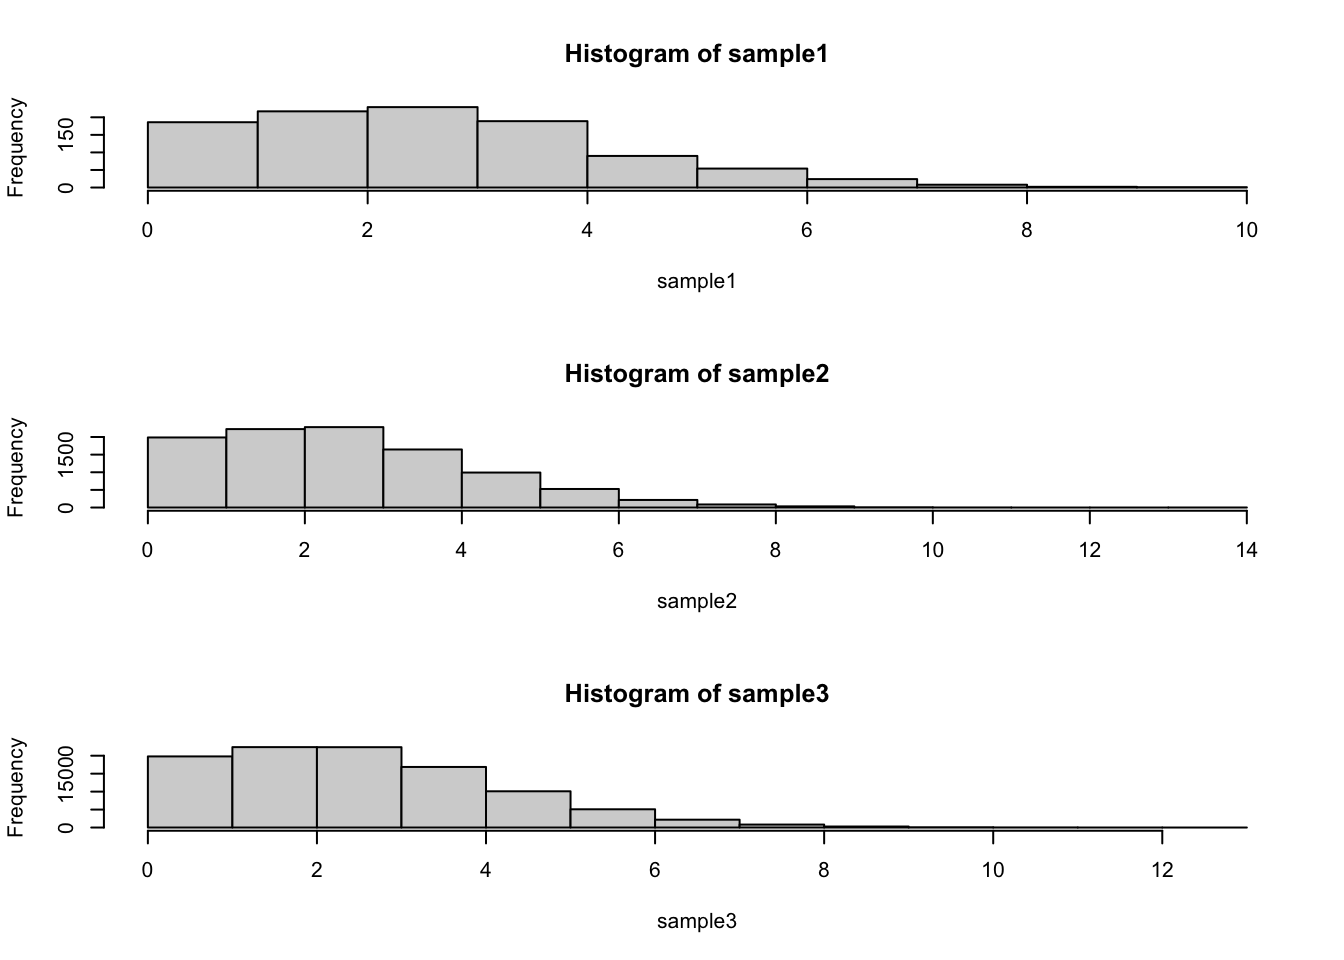 Histogram of sample1
Frequency
150
0
0 2 4 6 8 10
sample1
Histogram of sample2
Frequency
1500
0
0 2 4 6 8 10 12 14
sample2
Histogram of sample3
Frequency
15000
0
0 2 4 6 8 10 12
sample3